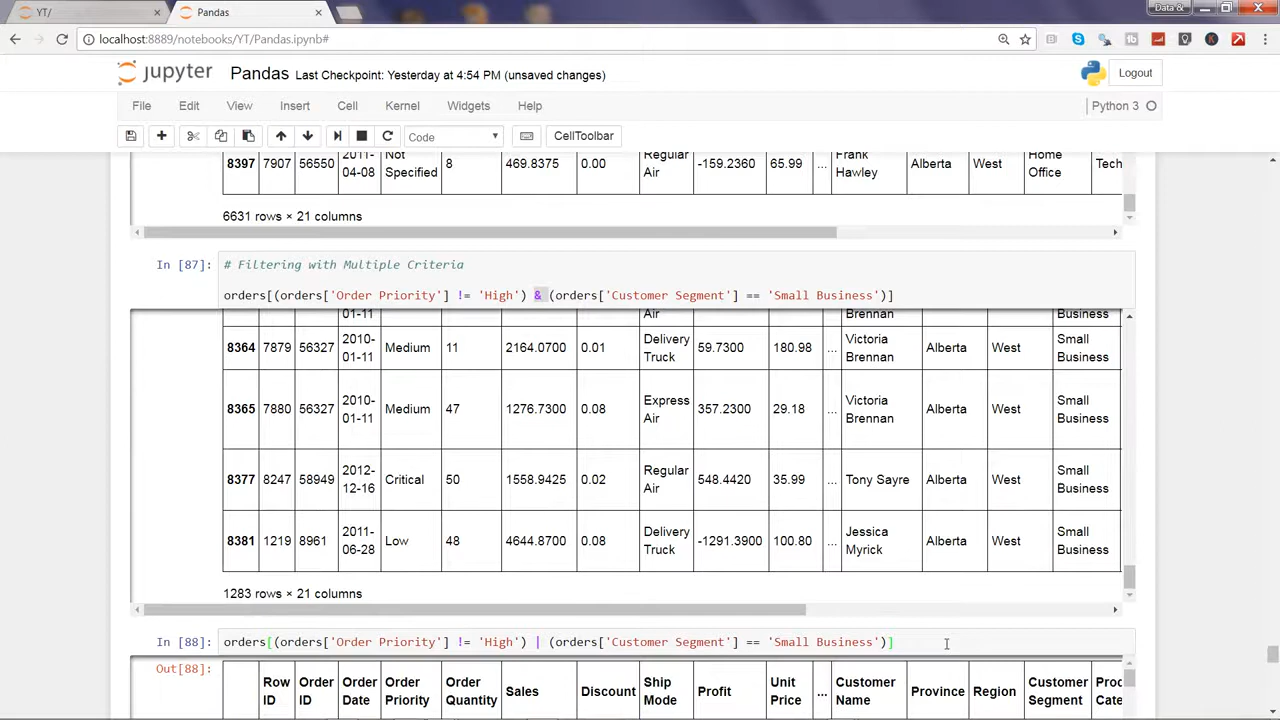 YT/ × Pandas × Data &
localhost:8889/notebooks/YT/Pandas.ipynb#
jupyter Pandas Last Checkpoint: Yesterday at 4:54 PM (unsaved changes) Logout
File Edit View Insert Cell Kernel Widgets Help Python 3
Code CellToolbar
8397 7907 56550 2011-04-08 Not Specified 8 469.8375 0.00 Regular Air -159.2360 65.99 ... Frank Hawley Alberta West Home Office Tech
6631 rows × 21 columns
In [87]: # Filtering with Multiple Criteria
orders[(orders['Order Priority'] != 'High') & (orders['Customer Segment'] == 'Small Business')]
01-11 Air Brennan Business
8364 7879 56327 2010-01-11 Medium 11 2164.0700 0.01 Delivery Truck 59.7300 180.98 ... Victoria Brennan Alberta West Small Business
8365 7880 56327 2010-01-11 Medium 47 1276.7300 0.08 Express Air 357.2300 29.18 ... Victoria Brennan Alberta West Small Business
8377 8247 58949 2012-12-16 Critical 50 1558.9425 0.02 Regular Air 548.4420 35.99 ... Tony Sayre Alberta West Small Business
8381 1219 8961 2011-06-28 Low 48 4644.8700 0.08 Delivery Truck -1291.3900 100.80 ... Jessica Myrick Alberta West Small Business
1283 rows × 21 columns
In [88]: orders[(orders['Order Priority'] != 'High') | (orders['Customer Segment'] == 'Small Business')]
Out[88]: Row ID Order ID Order Date Order Priority Order Quantity Sales Discount Ship Mode Profit Unit Price ... Customer Name Province Region Customer Segment Proc Cate